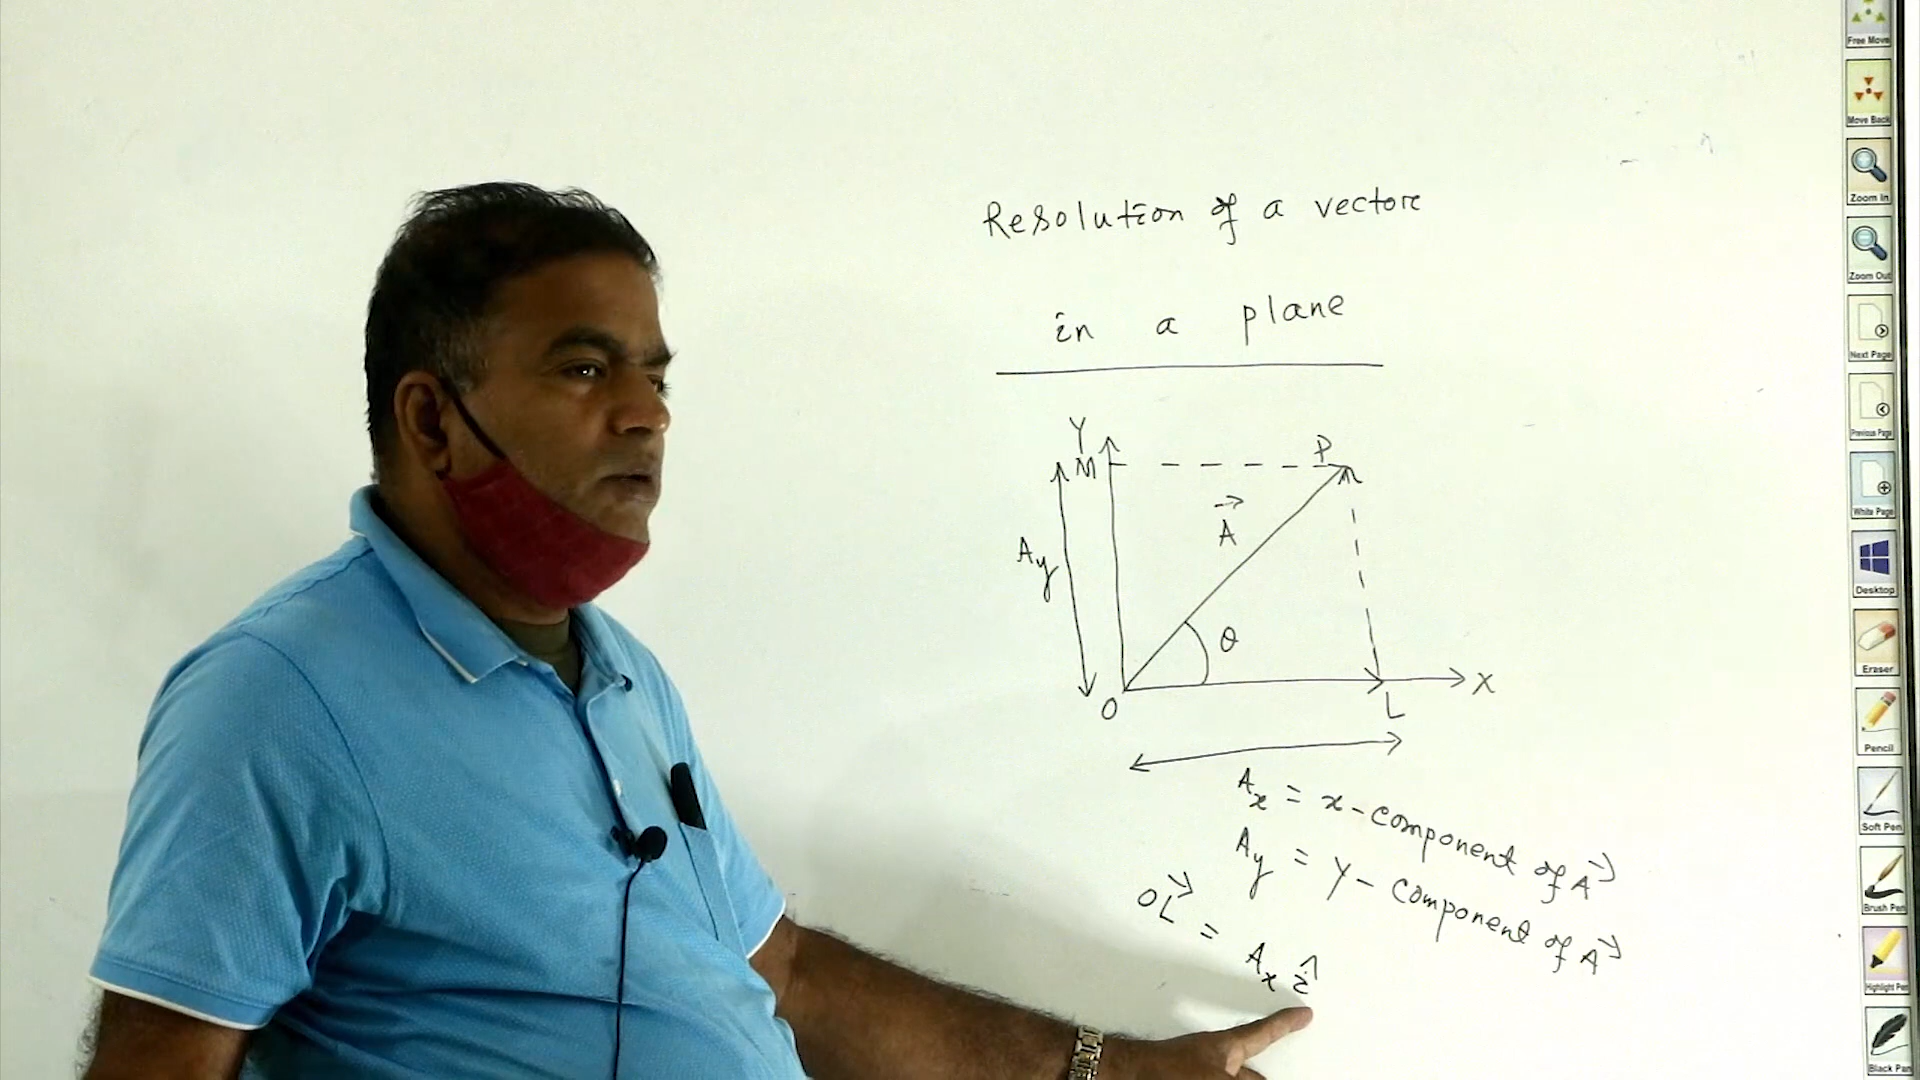 Resolution of a vector
in a plane
Y
M
P
A⃗
Ay
θ
O
L
X
Ax = x-component of A⃗
Ay = Y-component of A⃗
OL⃗ = Ax î
Free Move
Move Back
Zoom In
Zoom Out
Next Page
Previous Page
White Page
Desktop
Eraser
Pencil
Soft Pen
Brush Pen
Highlight Pen
Black Pen